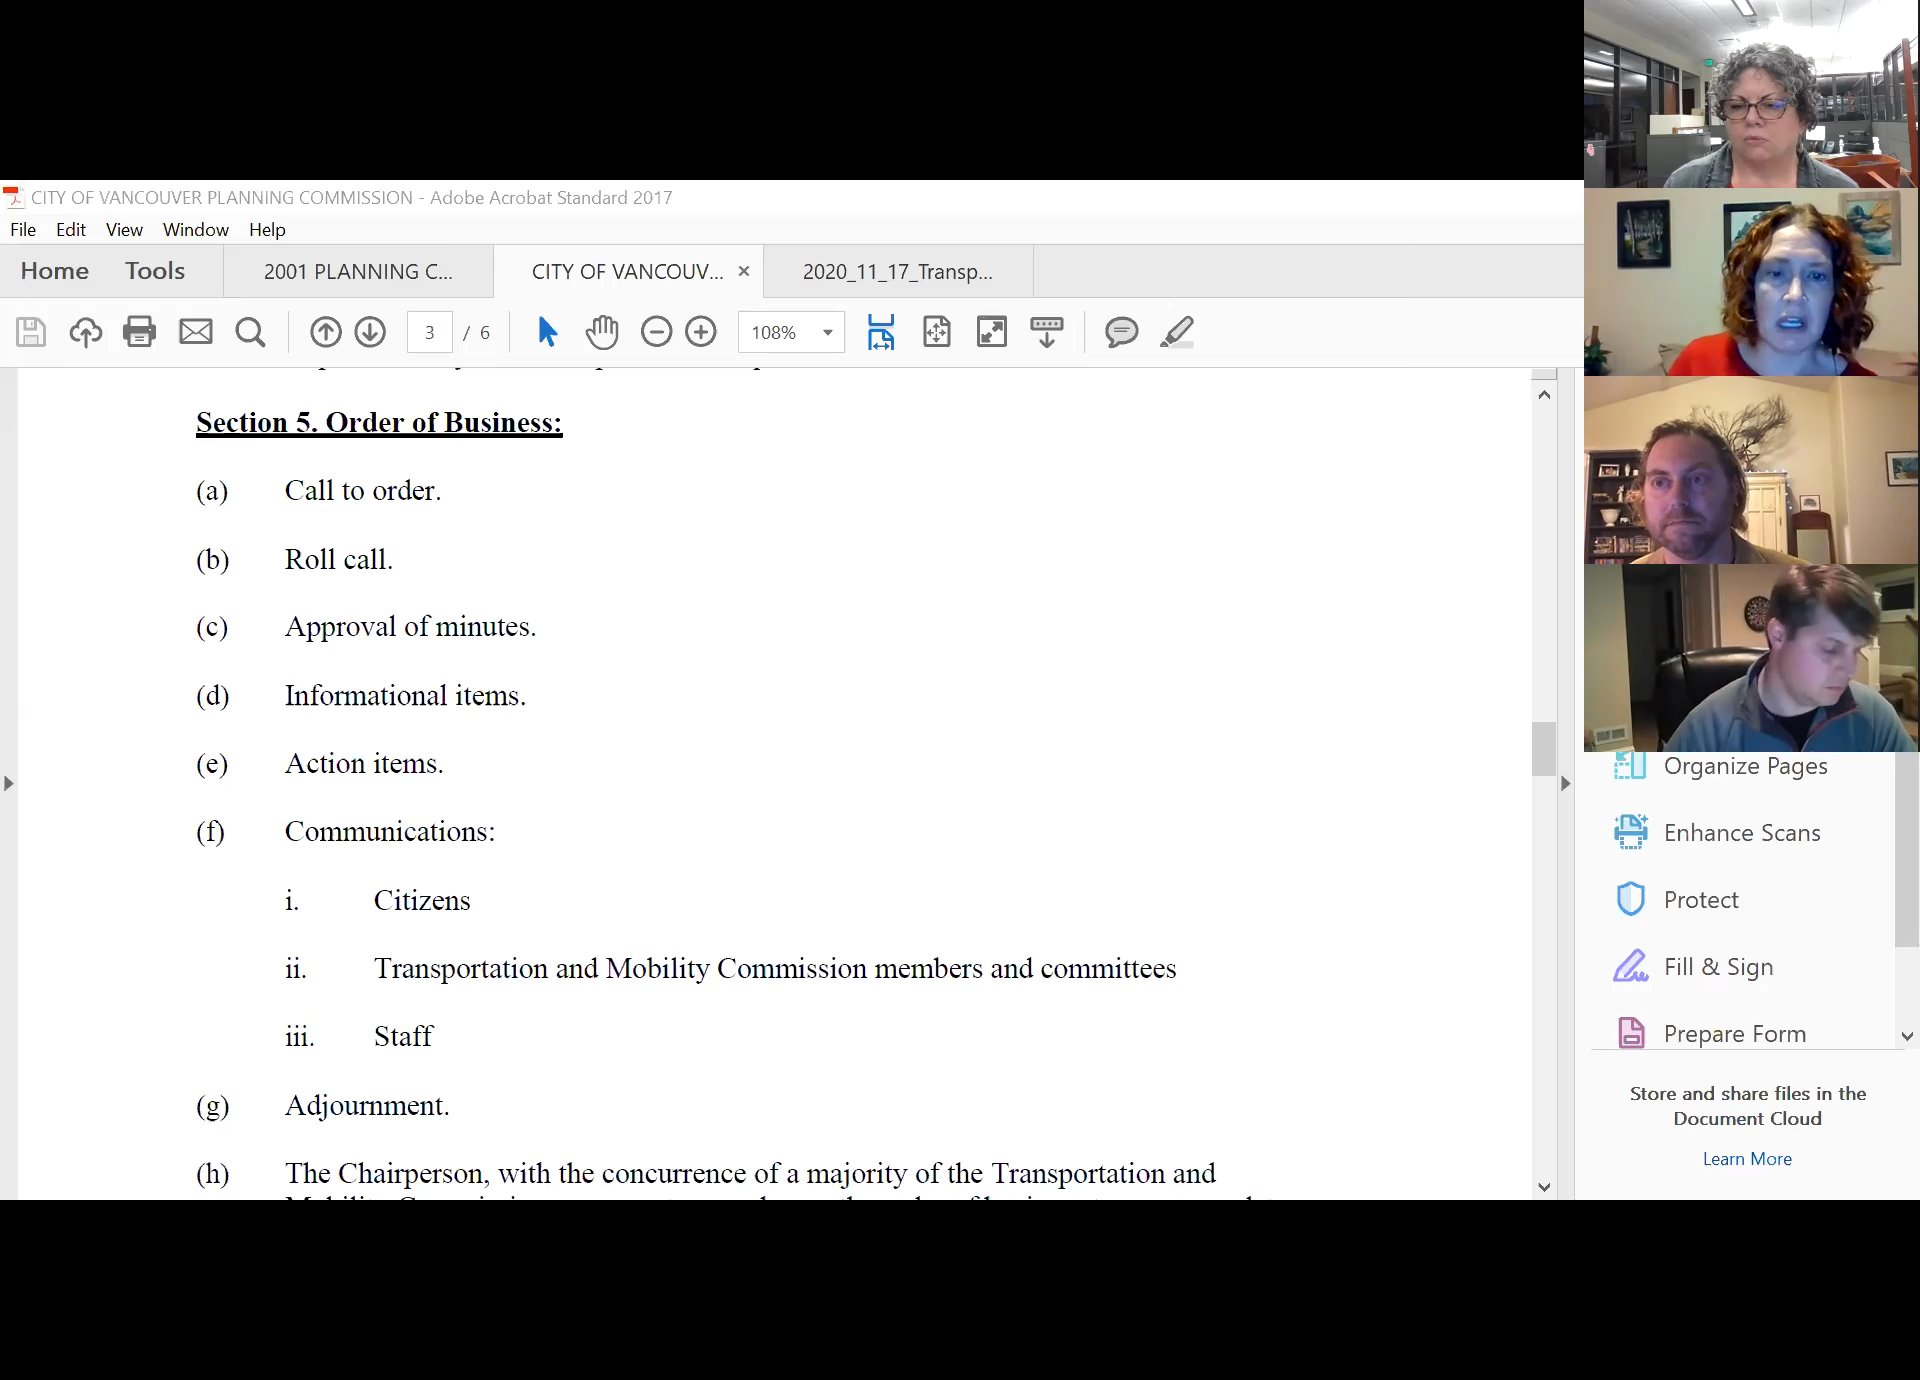 CITY OF VANCOUVER PLANNING COMMISSION - Adobe Acrobat Standard 2017
File Edit View Window Help
Home Tools 2001 PLANNING C... CITY OF VANCOUV... × 2020_11_17_Transp...
3 / 6 108%
Section 5. Order of Business:
(a) Call to order.
(b) Roll call.
(c) Approval of minutes.
(d) Informational items.
(e) Action items.
(f) Communications:
i. Citizens
ii. Transportation and Mobility Commission members and committees
iii. Staff
(g) Adjournment.
(h) The Chairperson, with the concurrence of a majority of the Transportation and
Organize Pages
Enhance Scans
Protect
Fill & Sign
Prepare Form
Store and share files in the
Document Cloud
Learn More